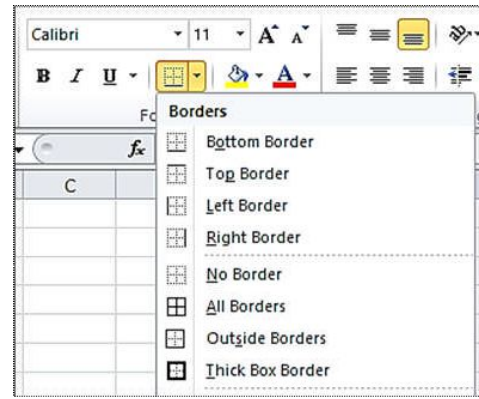 Calibri 11 A A
B I U A
Fo
Borders
fx
C
Bottom Border
Top Border
Left Border
Right Border
No Border
All Borders
Outside Borders
Thick Box Border